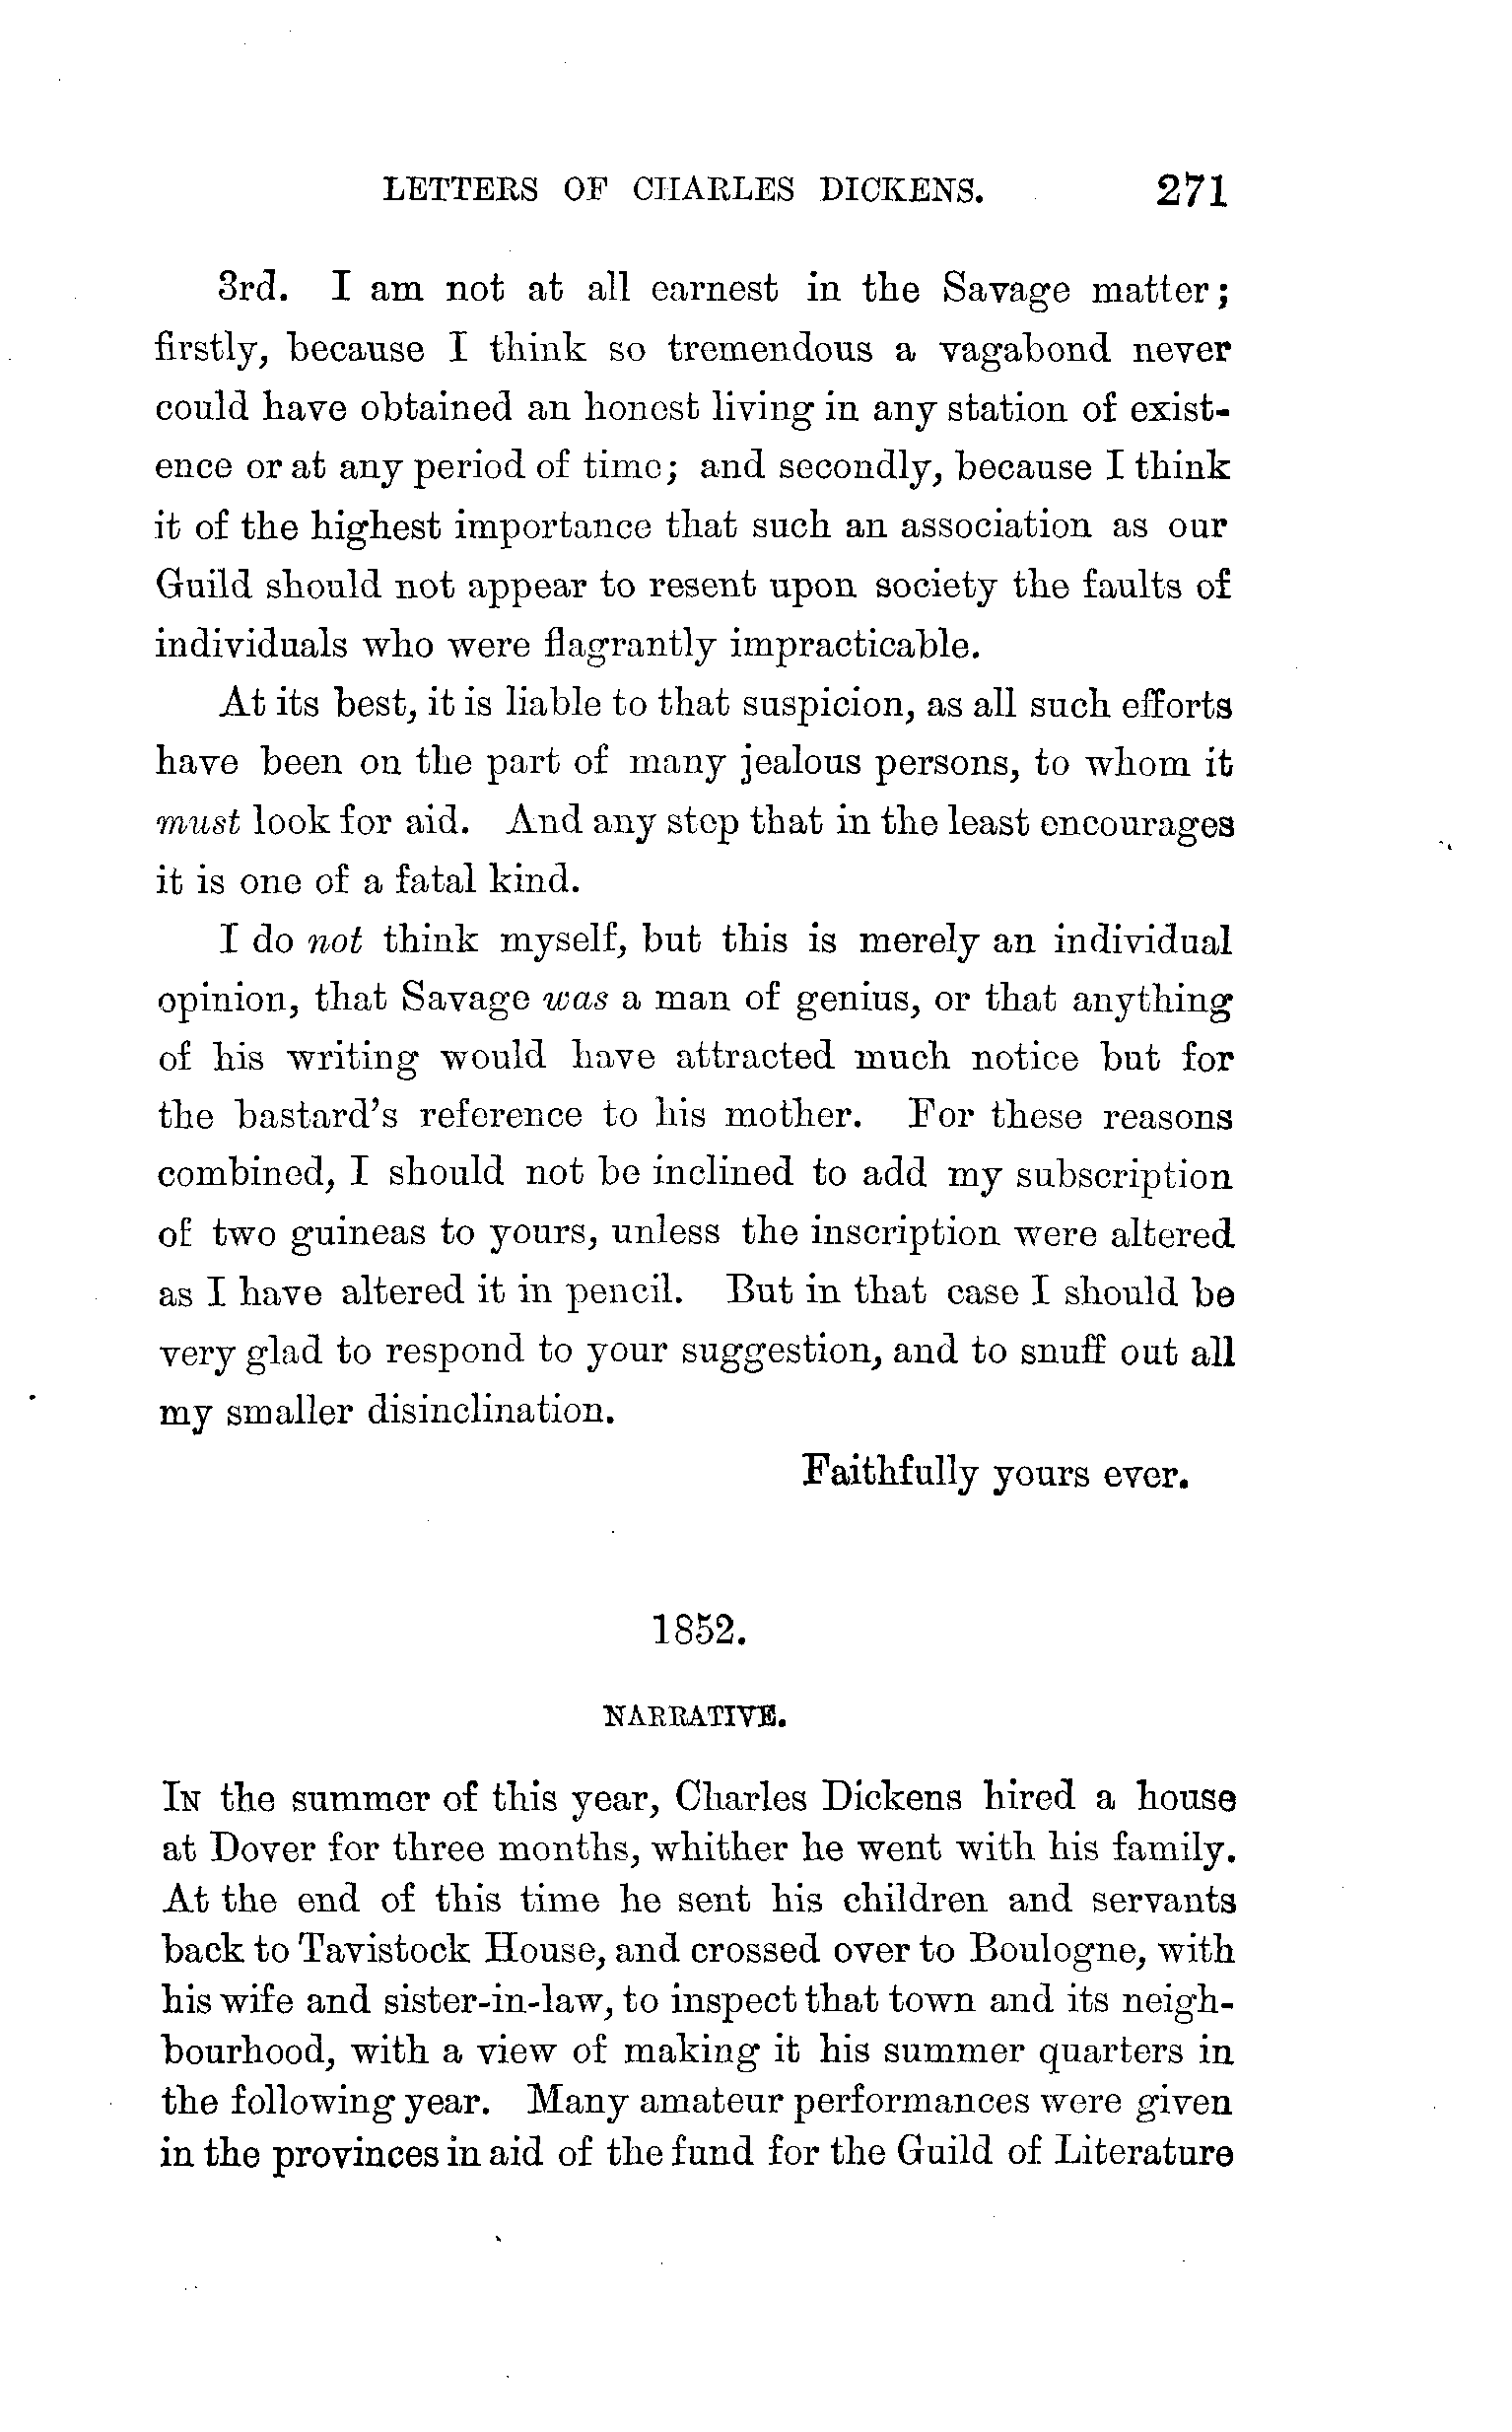 LETTERS OF CHARLES DICKENS. 271
3rd. I am not at all earnest in the Savage matter;
firstly, because I think so tremendous a vagabond never
could have obtained an honest living in any station of exist-
ence or at any period of time; and secondly, because I think
it of the highest importance that such an association as our
Guild should not appear to resent upon society the faults of
individuals who were flagrantly impracticable.
At its best, it is liable to that suspicion, as all such efforts
have been on the part of many jealous persons, to whom it
must look for aid. And any step that in the least encourages
it is one of a fatal kind.
I do not think myself, but this is merely an individual
opinion, that Savage was a man of genius, or that anything
of his writing would have attracted much notice but for
the bastard's reference to his mother. For these reasons
combined, I should not be inclined to add my subscription
of two guineas to yours, unless the inscription were altered
as I have altered it in pencil. But in that case I should be
very glad to respond to your suggestion, and to snuff out all
my smaller disinclination.
Faithfully yours ever.
1852.
NARRATIVE.
In the summer of this year, Charles Dickens hired a house
at Dover for three months, whither he went with his family.
At the end of this time he sent his children and servants
back to Tavistock House, and crossed over to Boulogne, with
his wife and sister-in-law, to inspect that town and its neigh-
bourhood, with a view of making it his summer quarters in
the following year. Many amateur performances were given
in the provinces in aid of the fund for the Guild of Literature